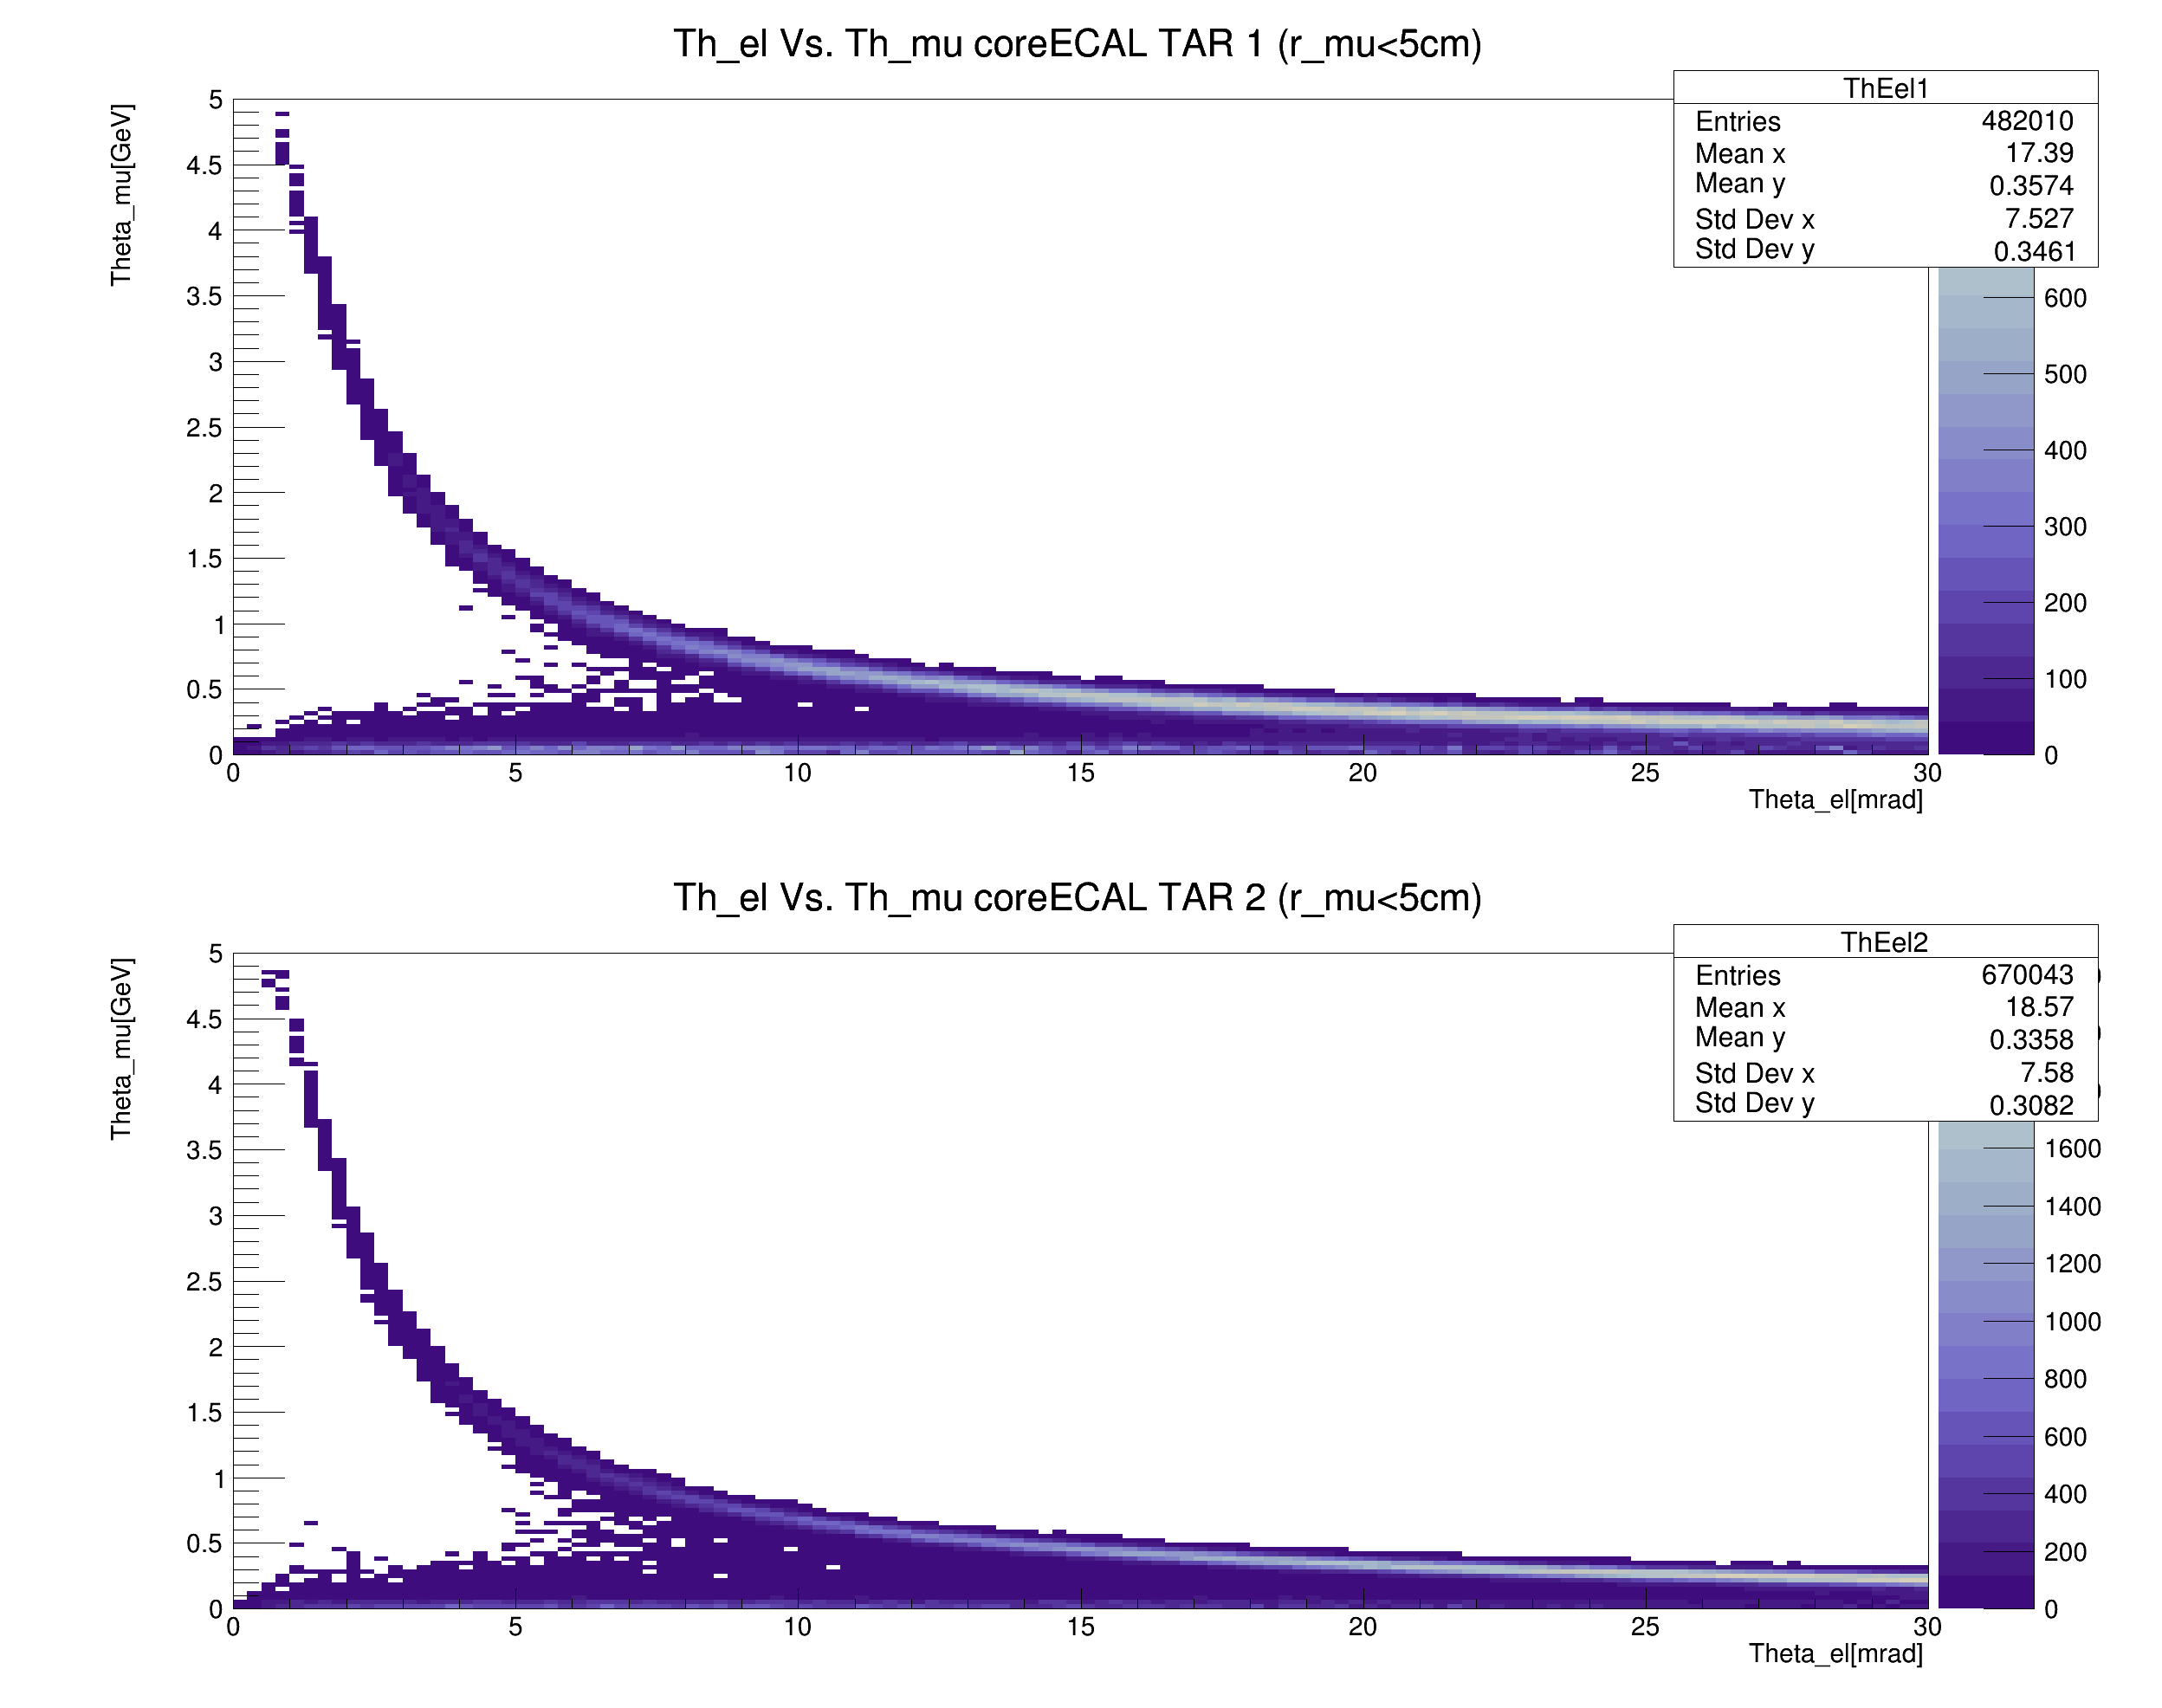 Th_el Vs. Th_mu coreECAL TAR 1 (r_mu<5cm)
ThEel1
Entries 482010
Mean x 17.39
Mean y 0.3574
Std Dev x 7.527
Std Dev y 0.3461
Theta_mu[GeV]
5
4.5
4
3.5
3
2.5
2
1.5
1
0.5
0
600
500
400
300
200
100
0
0 5 10 15 20 25 30
Theta_el[mrad]
Th_el Vs. Th_mu coreECAL TAR 2 (r_mu<5cm)
ThEel2
Entries 670043
Mean x 18.57
Mean y 0.3358
Std Dev x 7.58
Std Dev y 0.3082
Theta_mu[GeV]
5
4.5
4
3.5
3
2.5
2
1.5
1
0.5
0
1600
1400
1200
1000
800
600
400
200
0
0 5 10 15 20 25 30
Theta_el[mrad]